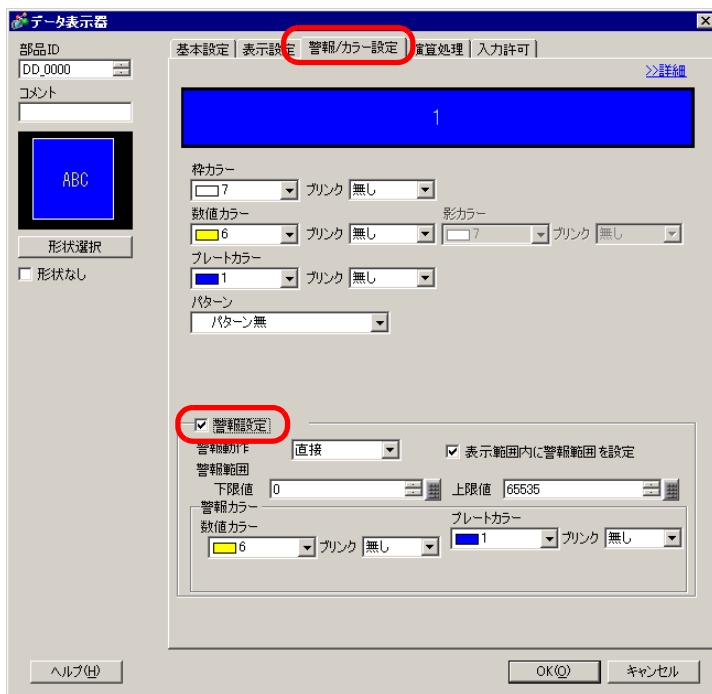 データ表示器
部品ID
DD_0000
コメント
ABC
形状選択
形状なし
基本設定 表示設定 警報/カラー設定 演算処理 入力許可
>>詳細
1
枠カラー
7 ブリンク 無し
数値カラー 影カラー
6 ブリンク 無し 7 ブリンク 無し
プレートカラー
1 ブリンク 無し
パターン
パターン無
警報設定
警報動作 直接 表示範囲内に警報範囲を設定
警報範囲
下限値 0 上限値 65535
警報カラー
数値カラー プレートカラー
6 ブリンク 無し 1 ブリンク 無し
ヘルプ(H) OK(O) キャンセル